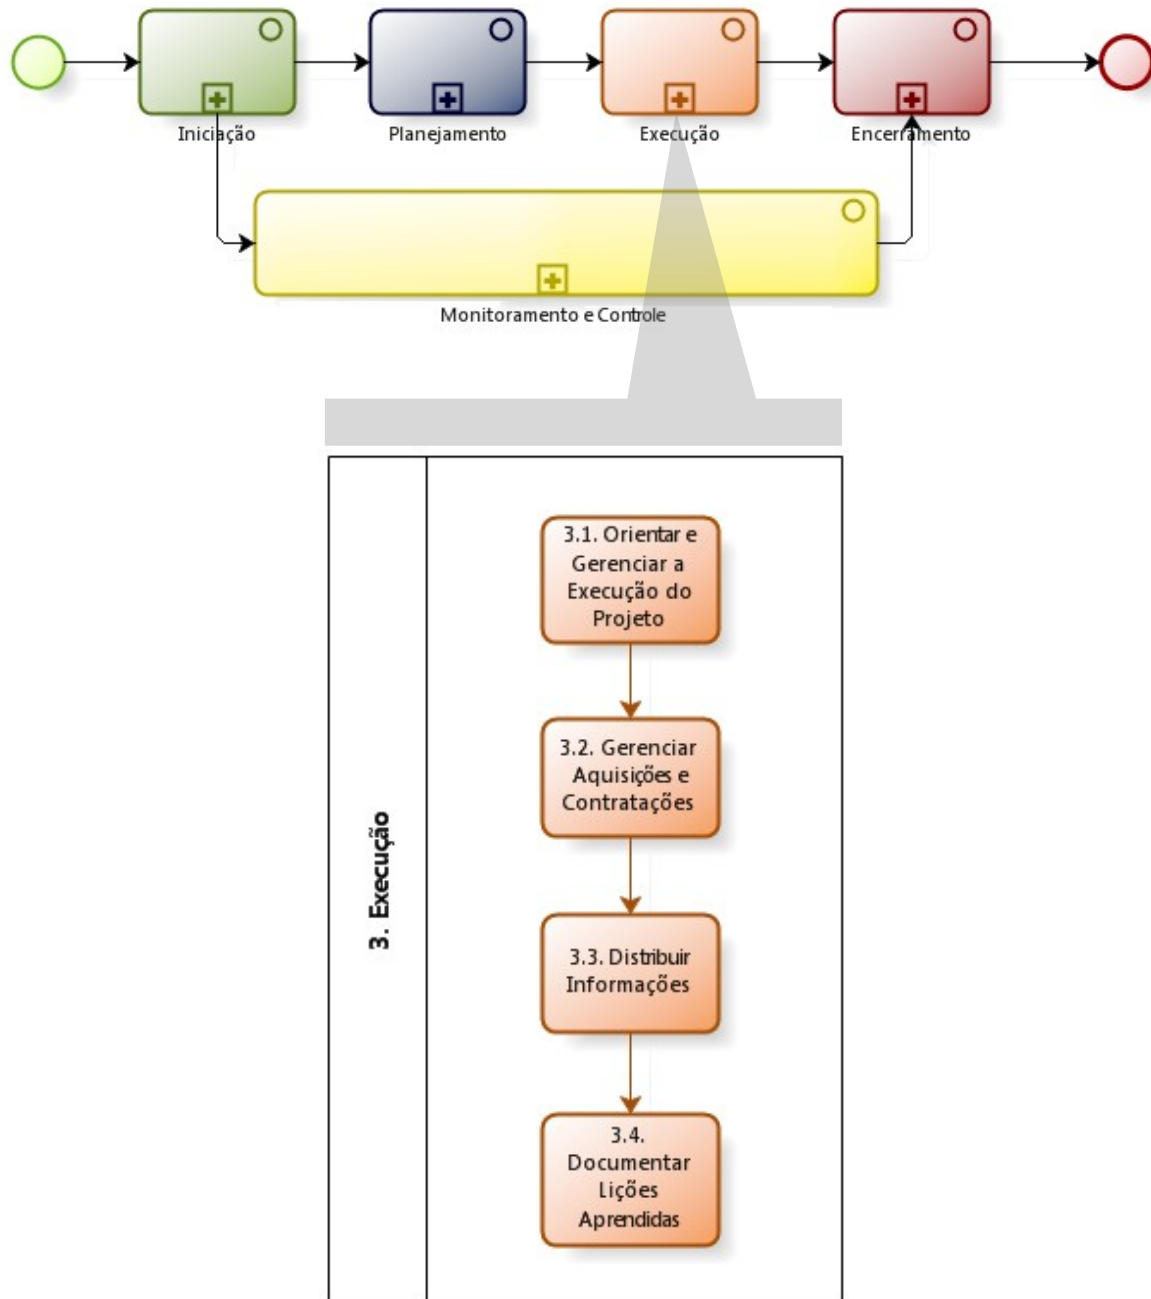 Iniciação
Planejamento
Execução
Encerramento
Monitoramento e Controle
3. Execução
3.1. Orientar e
Gerenciar a
Execução do
Projeto
3.2. Gerenciar
Aquisições e
Contratações
3.3. Distribuir
Informações
3.4.
Documentar
Lições
Aprendidas